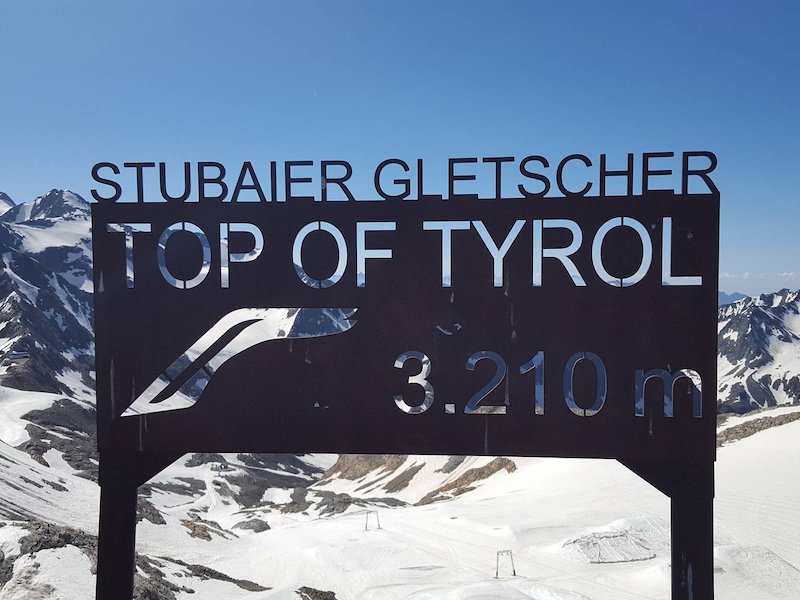 STUBAIER GLETSCHER
TOP OF TYROL
3.210 m